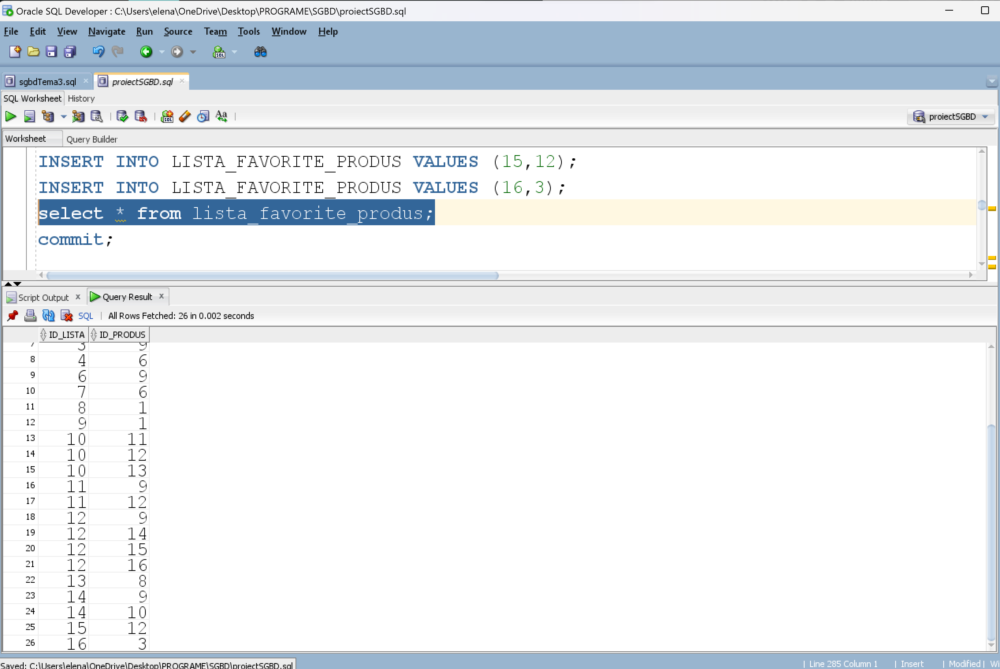 Oracle SQL Developer : C:\Users\elena\OneDrive\Desktop\PROGRAME\SGBD\proiectSGBD.sql
File Edit View Navigate Run Source Team Tools Window Help
sgbdTema3.sql proiectSGBD.sql
SQL Worksheet History
proiectSGBD
Worksheet Query Builder
INSERT INTO LISTA_FAVORITE_PRODUS VALUES (15,12);
INSERT INTO LISTA_FAVORITE_PRODUS VALUES (16,3);
select * from lista_favorite_produs;
commit;
Script Output x Query Result x
SQL | All Rows Fetched: 26 in 0.002 seconds
ID_LISTA ID_PRODUS
7 3 9
8 4 6
9 6 9
10 7 6
11 8 1
12 9 1
13 10 11
14 10 12
15 10 13
16 11 9
17 11 12
18 12 9
19 12 14
20 12 15
21 12 16
22 13 8
23 14 9
24 14 10
25 15 12
26 16 3
Saved: C:\Users\elena\OneDrive\Desktop\PROGRAME\SGBD\proiectSGBD.sql
| Line 285 Column 1 | Insert | Modified | Wi